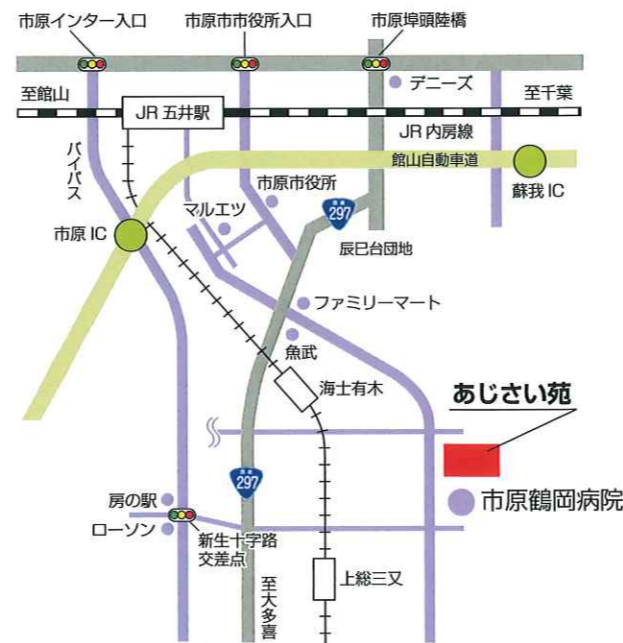 市原インター入口
市原市市役所入口
市原埠頭陸橋
デニーズ
至館山
JR 五井駅
至千葉
JR 内房線
バイパス
館山自動車道
蘇我 IC
市原市役所
マルエツ
国道
297
市原 IC
辰巳台団地
ファミリーマート
魚武
海士有木
あじさい苑
国道
297
房の駅
市原鶴岡病院
ローソン
新生十字路
交差点
上総三又
至大多喜